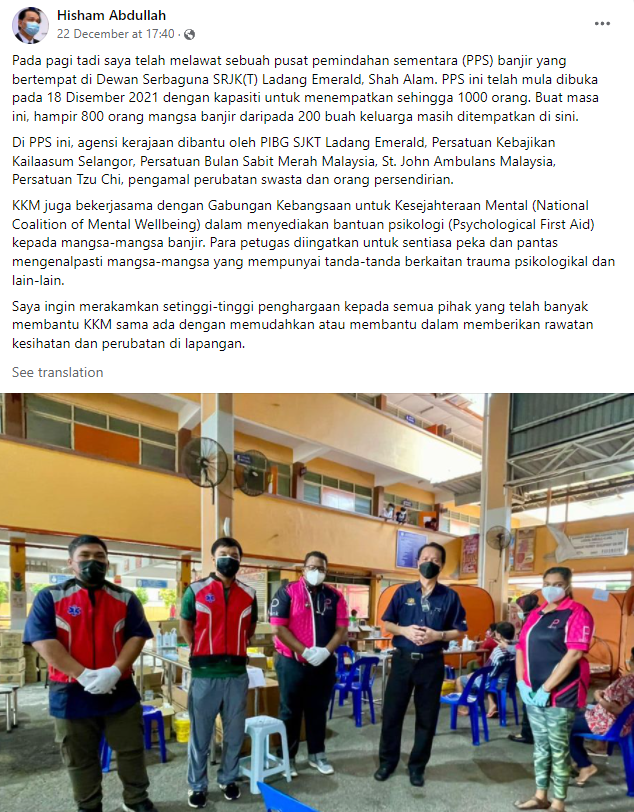 Hisham Abdullah
22 December at 17:40 ·
Pada pagi tadi saya telah melawat sebuah pusat pemindahan sementara (PPS) banjir yang
bertempat di Dewan Serbaguna SRJK(T) Ladang Emerald, Shah Alam. PPS ini telah mula dibuka
pada 18 Disember 2021 dengan kapasiti untuk menempatkan sehingga 1000 orang. Buat masa
ini, hampir 800 orang mangsa banjir daripada 200 buah keluarga masih ditempatkan di sini.
Di PPS ini, agensi kerajaan dibantu oleh PIBG SJKT Ladang Emerald, Persatuan Kebajikan
Kailaasum Selangor, Persatuan Bulan Sabit Merah Malaysia, St. John Ambulans Malaysia,
Persatuan Tzu Chi, pengamal perubatan swasta dan orang persendirian.
KKM juga bekerjasama dengan Gabungan Kebangsaan untuk Kesejahteraan Mental (National
Coalition of Mental Wellbeing) dalam menyediakan bantuan psikologi (Psychological First Aid)
kepada mangsa-mangsa banjir. Para petugas diingatkan untuk sentiasa peka dan pantas
mengenalpasti mangsa-mangsa yang mempunyai tanda-tanda berkaitan trauma psikologikal dan
lain-lain.
Saya ingin merakamkan setinggi-tinggi penghargaan kepada semua pihak yang telah banyak
membantu KKM sama ada dengan memudahkan atau membantu dalam memberikan rawatan
kesihatan dan perubatan di lapangan.
See translation